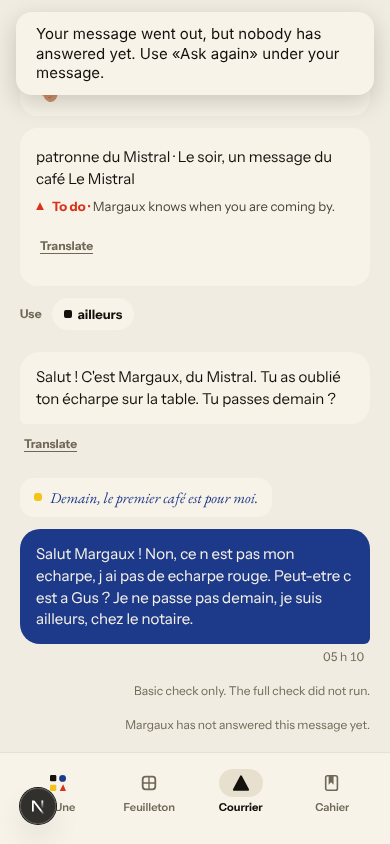 Your message went out, but nobody has
answered yet. Use «Ask again» under your
message.
patronne du Mistral · Le soir, un message du
café Le Mistral
To do · Margaux knows when you are coming by.
Translate
Use
ailleurs
Salut ! C'est Margaux, du Mistral. Tu as oublié
ton écharpe sur la table. Tu passes demain ?
Translate
Demain, le premier café est pour moi.
Salut Margaux ! Non, ce n est pas mon
echarpe, j ai pas de echarpe rouge. Peut-etre c
est a Gus ? Je ne passe pas demain, je suis
ailleurs, chez le notaire.
05 h 10
Basic check only. The full check did not run.
Margaux has not answered this message yet.
N
Une
Feuilleton
Courrier
Cahier